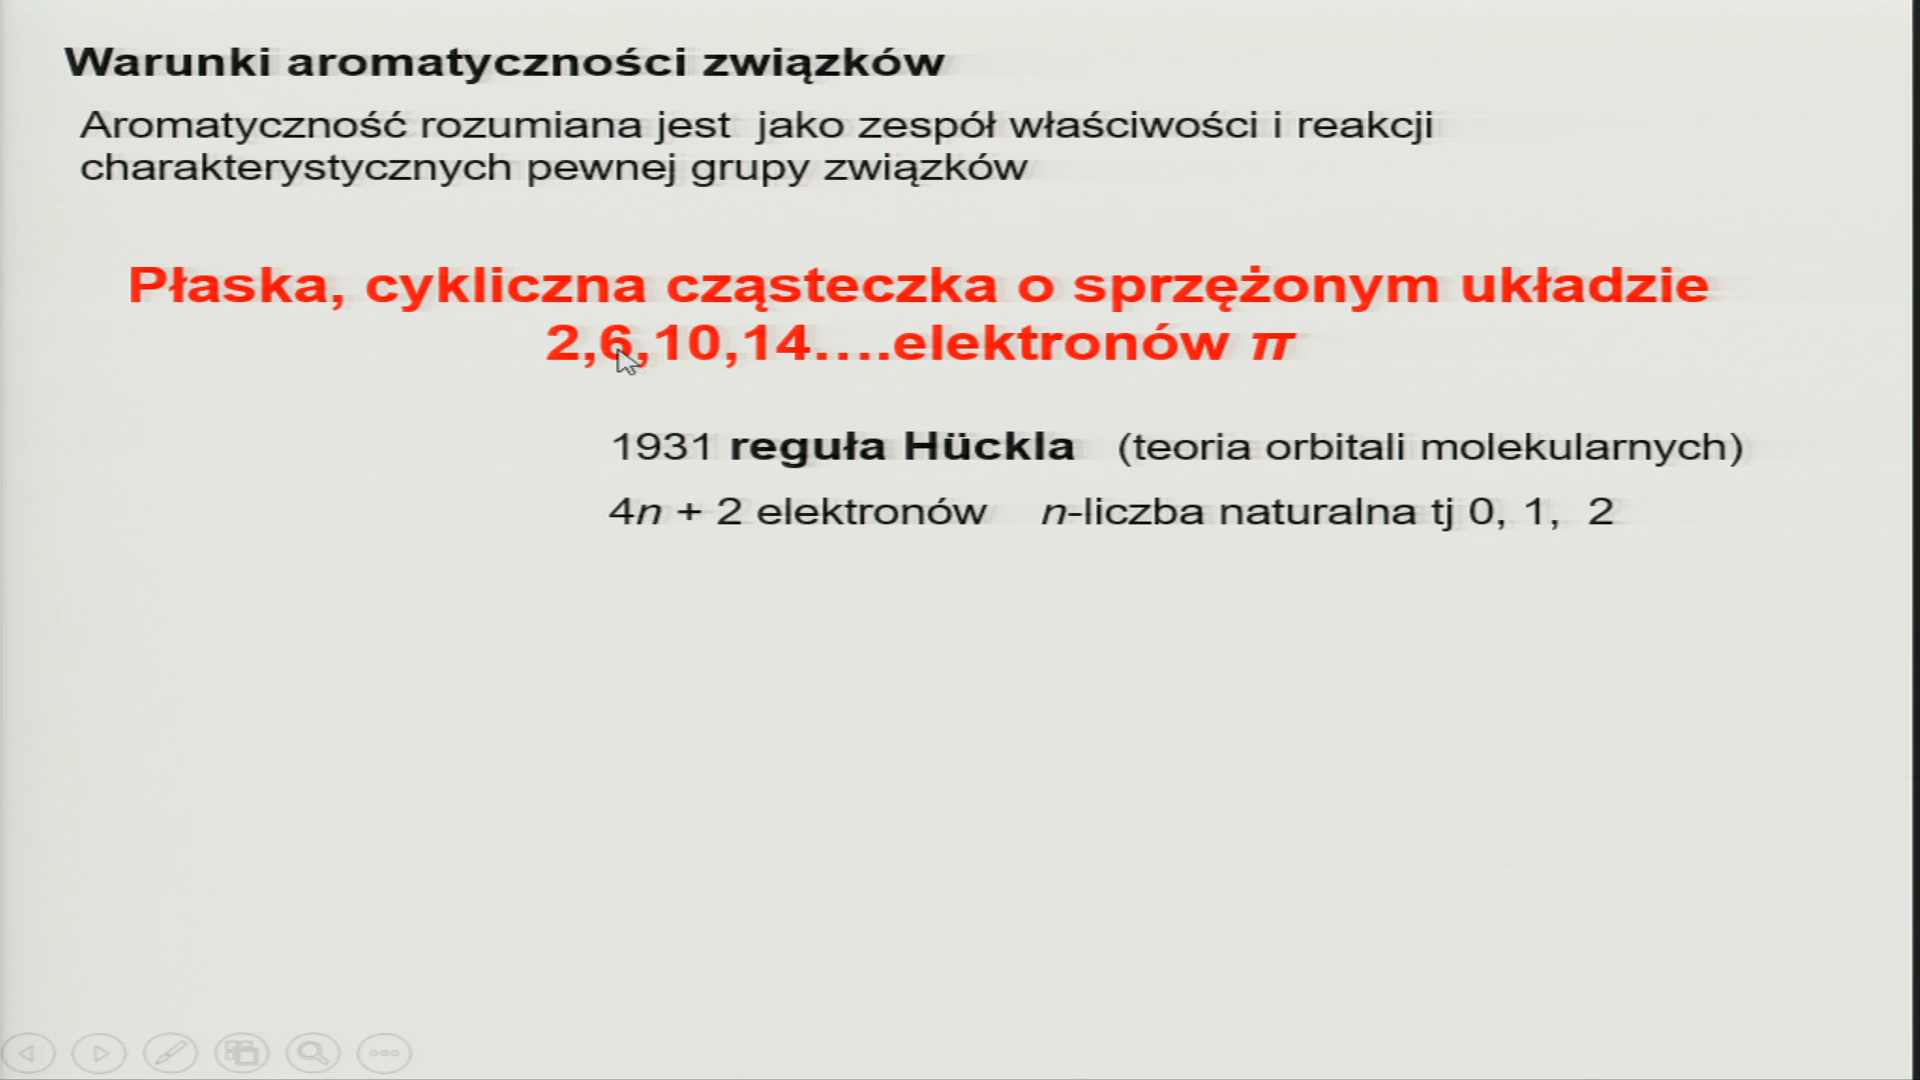 Warunki aromatyczności związków
Aromatyczność rozumiana jest jako zespół właściwości i reakcji
charakterystycznych pewnej grupy związków
Płaska, cykliczna cząsteczka o sprzężonym układzie
2,6,10,14....elektronów π
1931 reguła Hückla (teoria orbitali molekularnych)
4n + 2 elektronów n-liczba naturalna tj 0, 1, 2